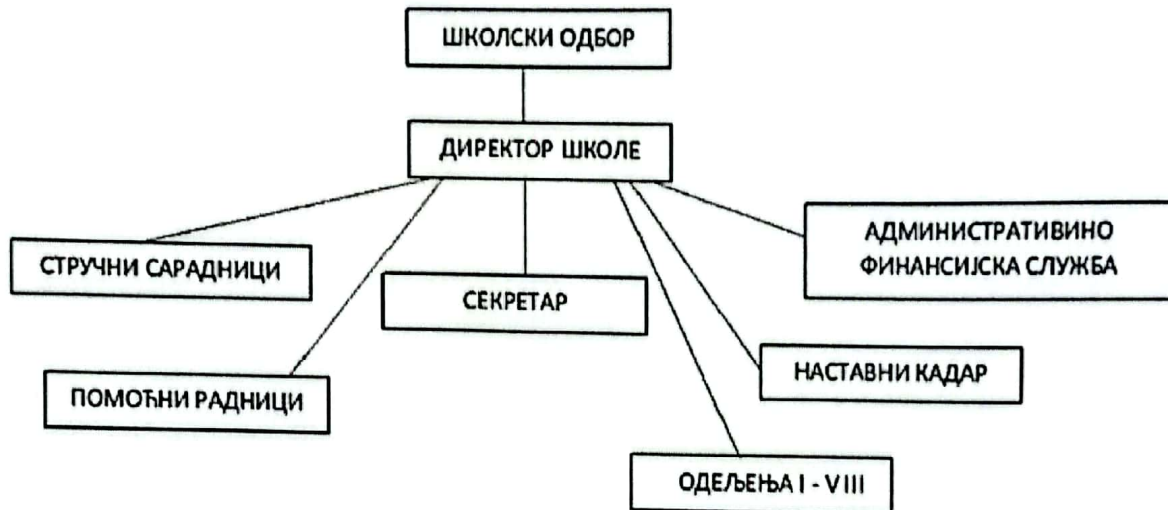 ШКОЛСКИ ОДБОР
ДИРЕКТОР ШКОЛЕ
СТРУЧНИ САРАДНИЦИ
СЕКРЕТАР
АДМИНИСТРАТИВИНО
ФИНАНСИЈСКА СЛУЖБА
ПОМОЋНИ РАДНИЦИ
НАСТАВНИ КАДАР
ОДЕЉЕЊА I - VIII